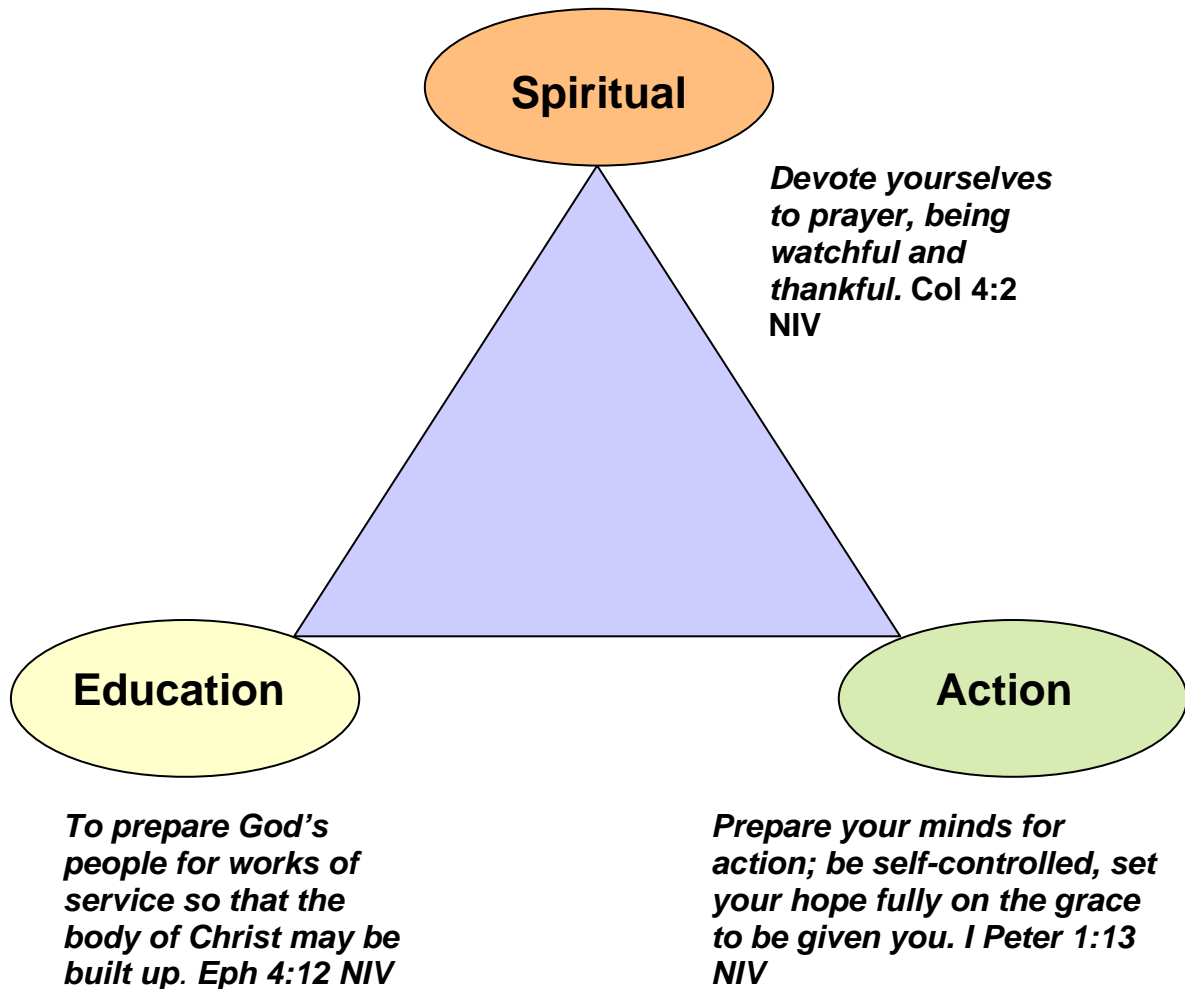 Spiritual
Devote yourselves
to prayer, being
watchful and
thankful. Col 4:2
NIV
Education
Action
To prepare God’s
people for works of
service so that the
body of Christ may be
built up. Eph 4:12 NIV
Prepare your minds for
action; be self-controlled, set
your hope fully on the grace
to be given you. I Peter 1:13
NIV